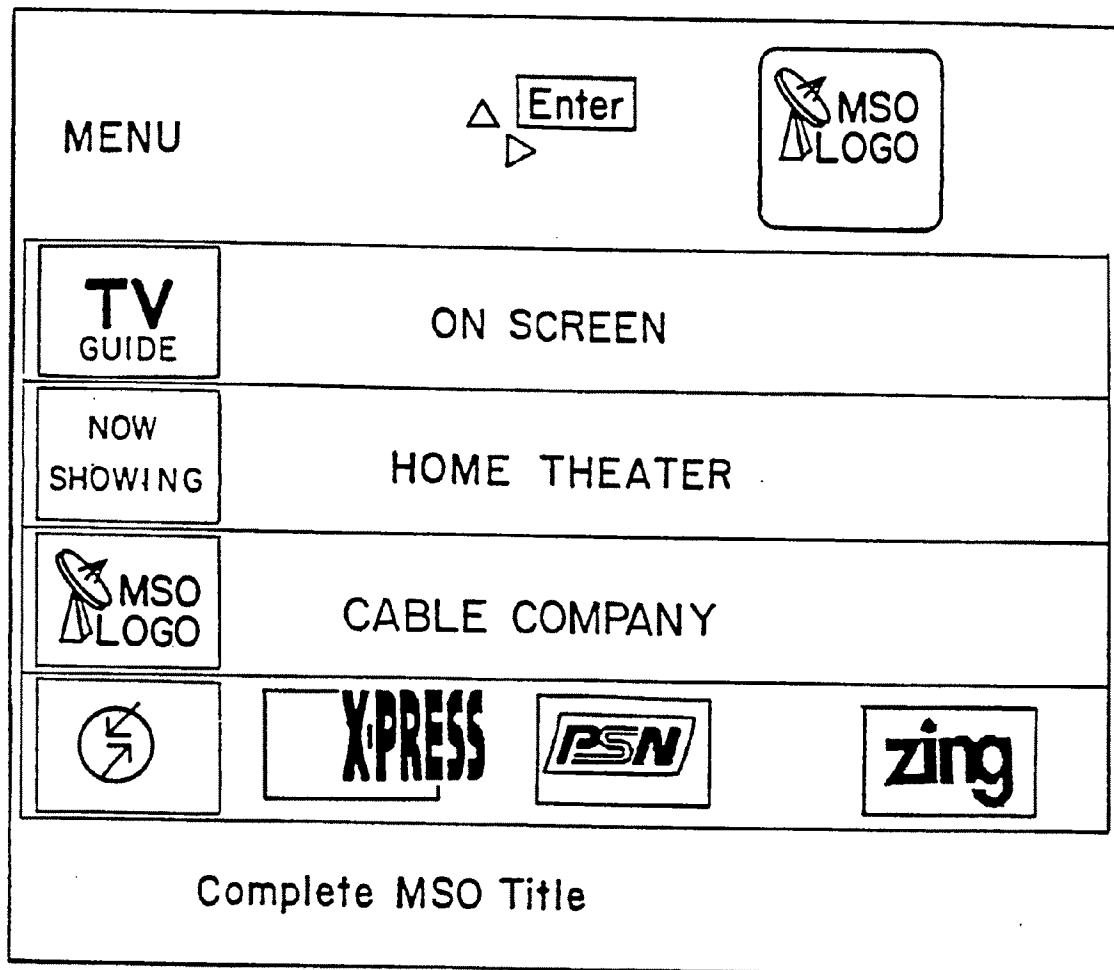 MENU
Enter
MSO
LOGO
TV
GUIDE
ON SCREEN
NOW
SHOWING
HOME THEATER
MSO
LOGO
CABLE COMPANY
X·PRESS
PSN
zing
Complete MSO Title